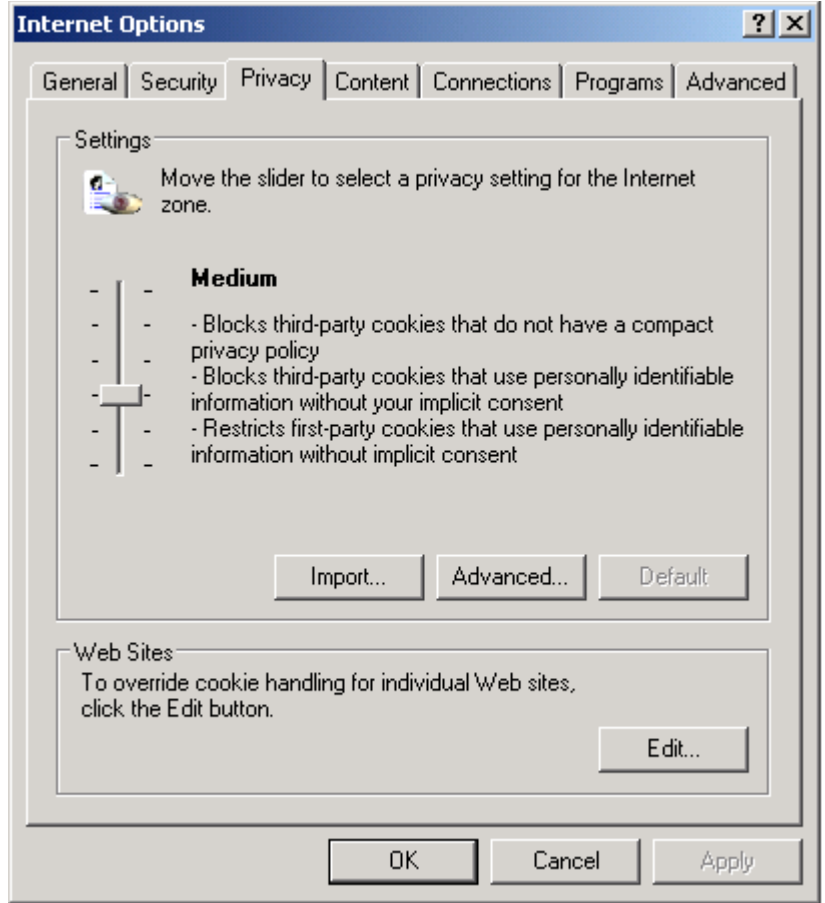 Internet Options
General Security Privacy Content Connections Programs Advanced
Settings
Move the slider to select a privacy setting for the Internet
zone.
Medium
- Blocks third-party cookies that do not have a compact
privacy policy
- Blocks third-party cookies that use personally identifiable
information without your implicit consent
- Restricts first-party cookies that use personally identifiable
information without implicit consent
Import... Advanced... Default
Web Sites
To override cookie handling for individual Web sites,
click the Edit button.
Edit...
OK Cancel Apply